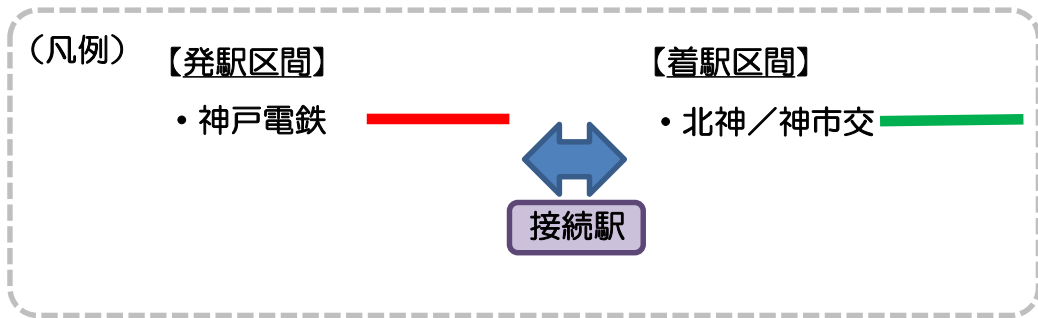 （凡例）
【発駅区間】
・神戸電鉄
【着駅区間】
・北神／神市交
接続駅